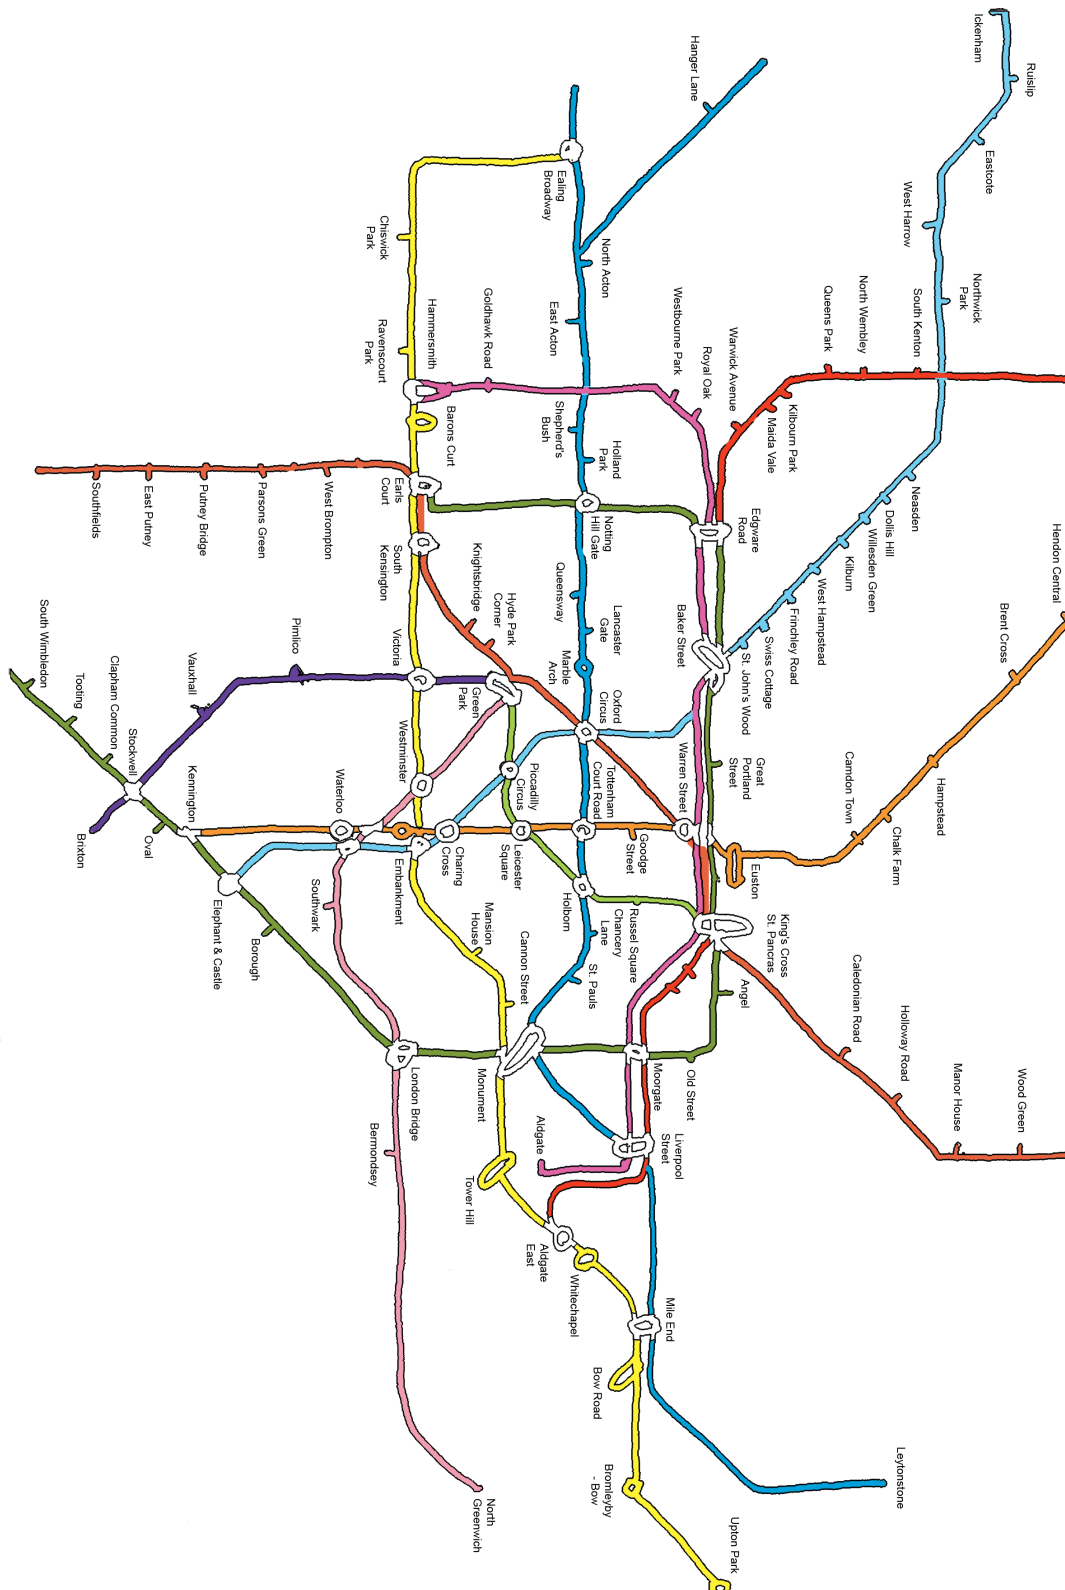 Hendon Central
Ruislip
Wood Green
Brent Cross
Eastcote
Ickenham
Northwick
Park
Manor House
Hampstead
South Kenton
Neasden
West Harrow
Holloway Road
Leytonstone
Chalk Farm
Dollis Hill
Willesden Green
North Wembley
Kilburn
Camdon Town
Caledonian Road
Queens Park
West Hampstead
Frinchley Road
Kilbourn Park
Maida Vale
Swiss Cottage
St. John's Wood
King's Cross
St. Pancras
Warwick Avenue
Edgware
Road
Great
Portland
Street
Euston
Angel
Upton Park
Royal Oak
Hanger Lane
Westbourne Park
Baker Street
Warren Street
Old Street
Liverpool
Street
Mile End
Moorgate
Goodge
Street
Russel Square
Chancery
Lane
Holland
Park
Lancaster
Gate
Oxford
Circus
Tottenham
Court Road
North Acton
Notting
Hill Gate
St. Pauls
Bow Road
Bromleyby
- Bow
Whitechapel
Ealing
Broadway
East Acton
Shepherd's
Bush
Queensway
Marble
Arch
Holborn
Aldgate
Aldgate
East
Piccadilly
Circus
Leicester
Square
Cannon Street
Hyde Park
Corner
Knightsbridge
Goldhawk Road
Mansion
House
Monument
North
Greenwich
Green
Park
Tower Hill
Charing
Cross
Barons Curt
Hammersmith
London Bridge
Earls
Court
South
Kensington
Victoria
Westminster
Embankment
Chiswick
Park
Ravenscourt
Park
Bermondsey
Waterloo
West Brompton
Southwark
Pimlico
Parsons Green
Borough
Elephant & Castle
Putney Bridge
Vauxhall
Kennington
East Putney
Oval
Stockwell
Southfields
Clapham Common
Tooting
Brixton
South Wimbledon